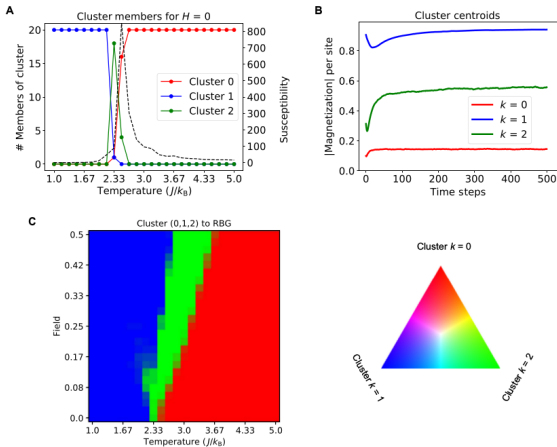 A
Cluster members for H = 0
# Members of cluster
20
15
10
5
0
800
700
600
500
400
300
200
100
0
Susceptibility
Cluster 0
Cluster 1
Cluster 2
1.0 1.67 2.33 3.0 3.67 4.33 5.0
Temperature (J/kB)
B
Cluster centroids
|Magnetization| per site
0.8
0.6
0.4
0.2
0.0
k = 0
k = 1
k = 2
0 100 200 300 400 500
Time steps
C
Cluster (0,1,2) to RBG
Field
0.5
0.42
0.33
0.25
0.17
0.08
0.0
1.0 1.67 2.33 3.0 3.67 4.33 5.0
Temperature (J/kB)
Cluster k = 0
Cluster k = 1
Cluster k = 2